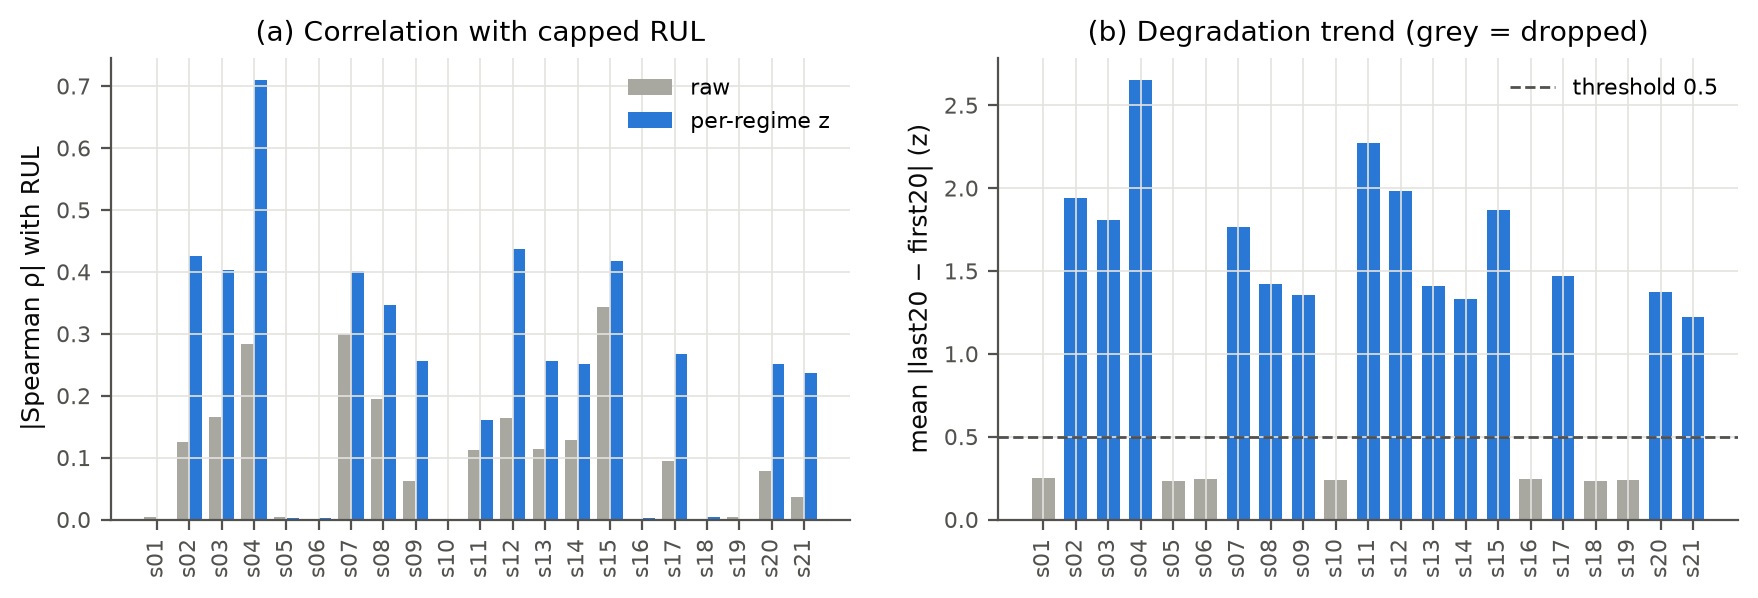 (a) Correlation with capped RUL
|Spearman ρ| with RUL
0.7
0.6
0.5
0.4
0.3
0.2
0.1
0.0
raw
per-regime z
s01
s02
s03
s04
s05
s06
s07
s08
s09
s10
s11
s12
s13
s14
s15
s16
s17
s18
s19
s20
s21
(b) Degradation trend (grey = dropped)
mean |last20 − first20| (z)
2.5
2.0
1.5
1.0
0.5
0.0
threshold 0.5
s01
s02
s03
s04
s05
s06
s07
s08
s09
s10
s11
s12
s13
s14
s15
s16
s17
s18
s19
s20
s21